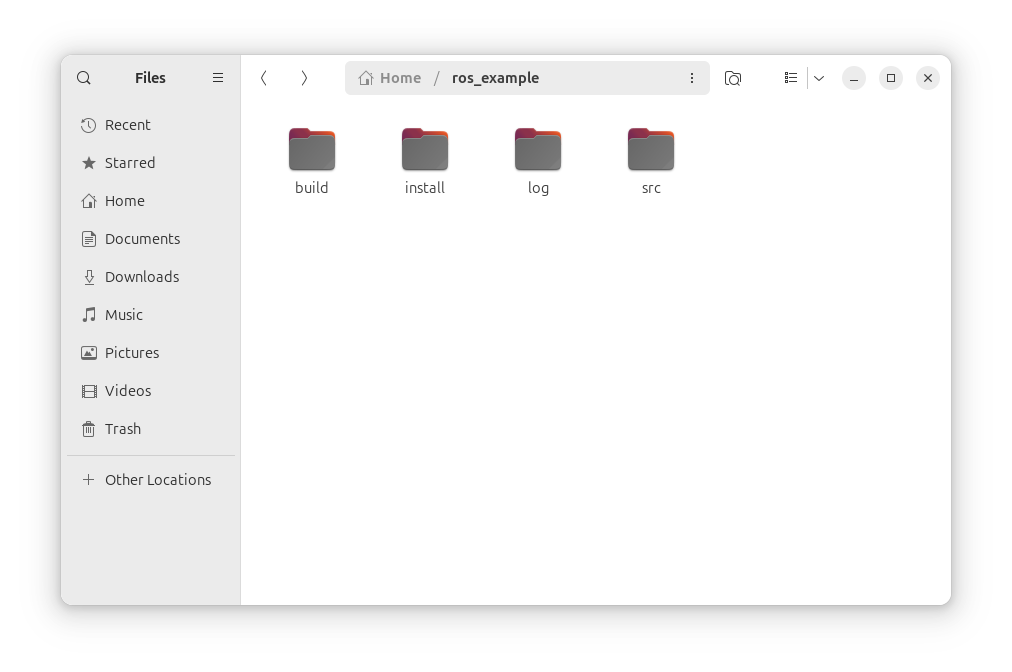 Files
Home / ros_example
Recent
Starred
Home
Documents
Downloads
Music
Pictures
Videos
Trash
Other Locations
build
install
log
src